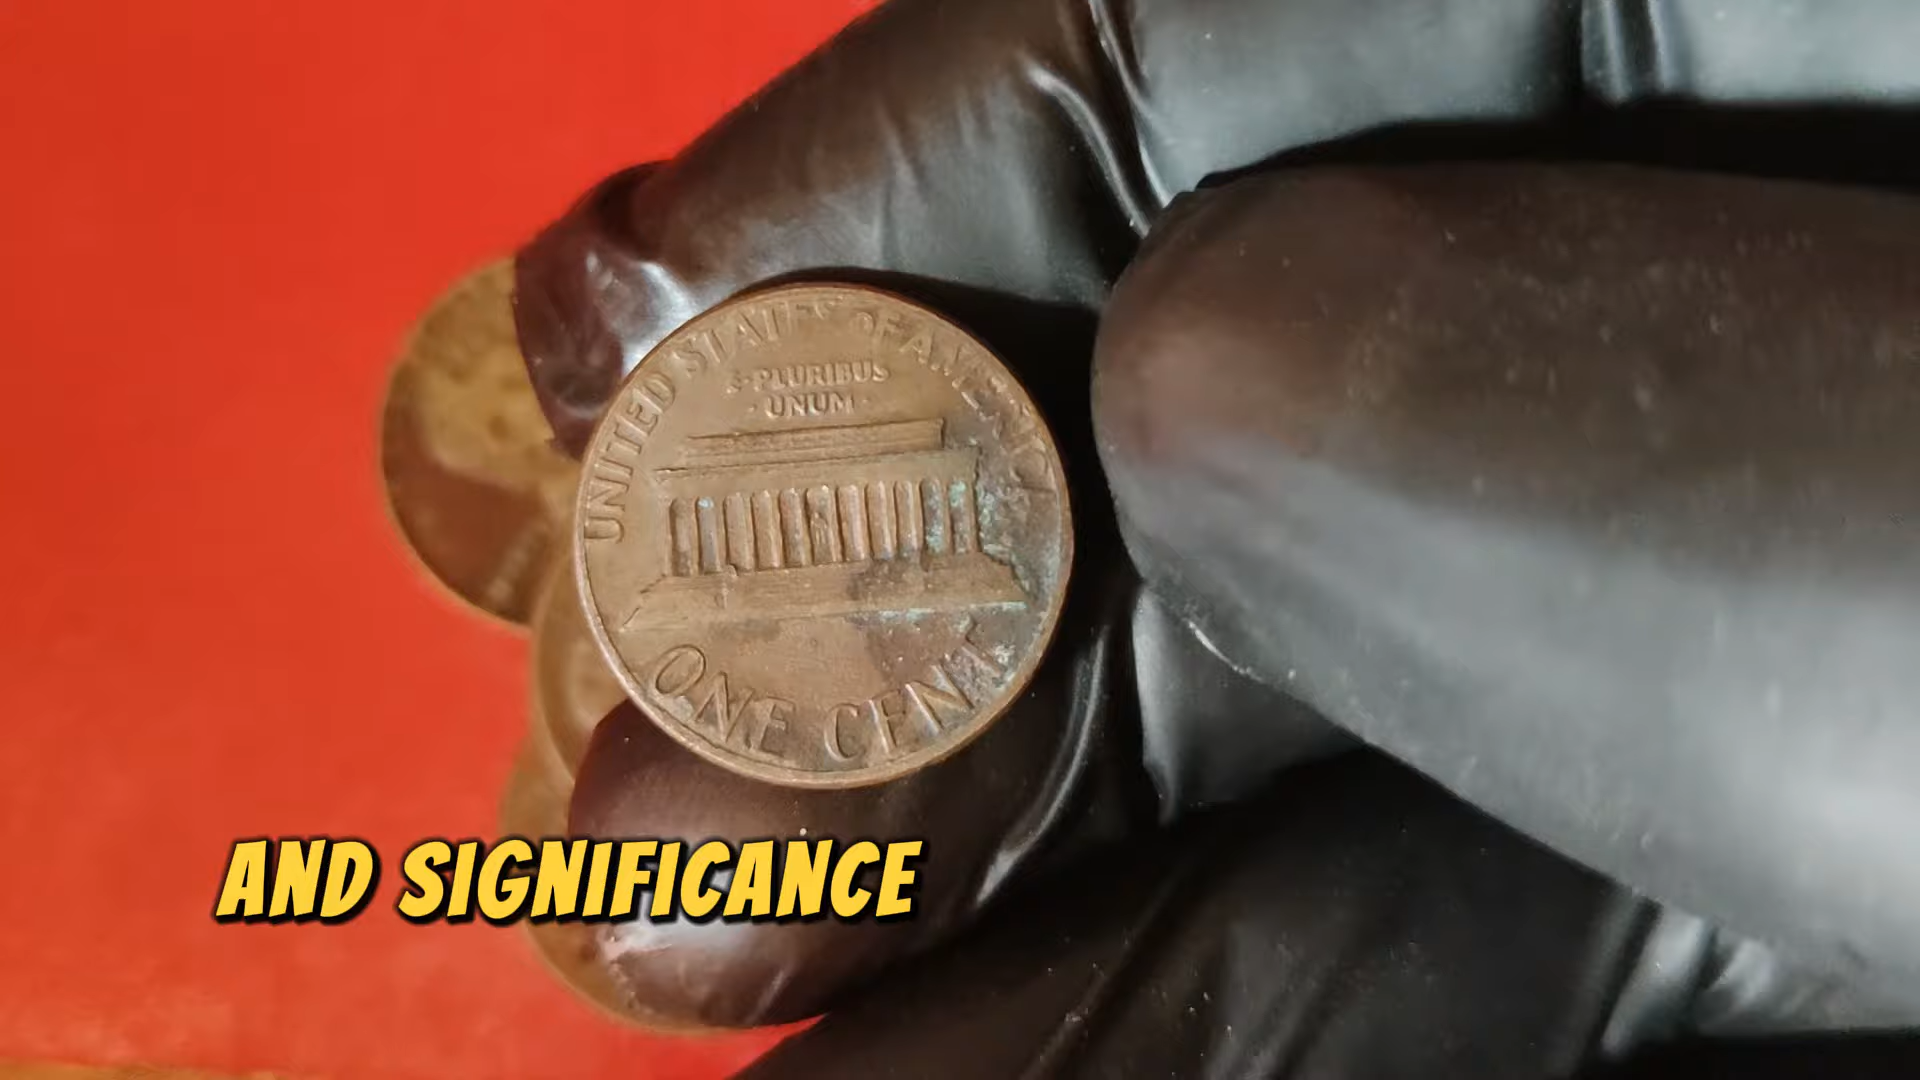 UNITED STATES OF AMERICA
E·PLURIBUS
·UNUM·
ONE CENT
AND SIGNIFICANCE